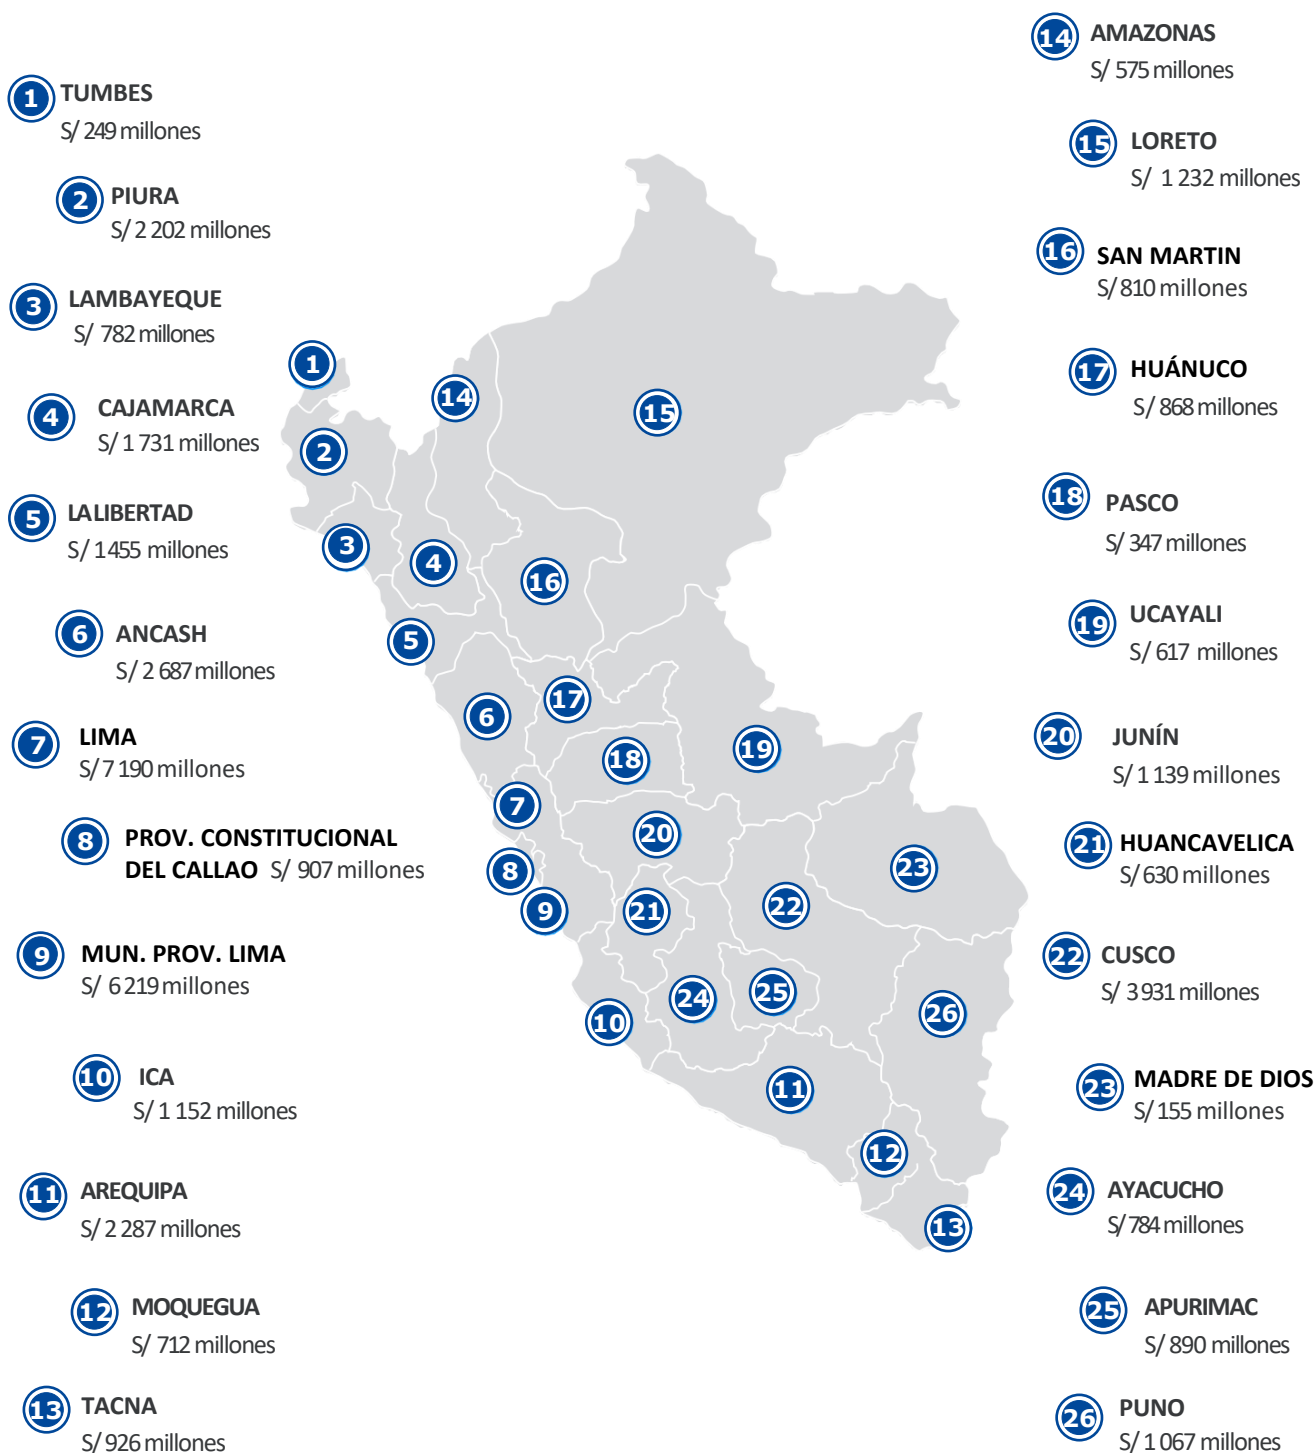 1 TUMBES
S/ 249 millones
2 PIURA
S/ 2 202 millones
3 LAMBAYEQUE
S/ 782 millones
4 CAJAMARCA
S/ 1 731 millones
5 LALIBERTAD
S/ 1455 millones
6 ANCASH
S/ 2 687 millones
7 LIMA
S/ 7 190 millones
8 PROV. CONSTITUCIONAL
DEL CALLAO S/ 907 millones
9 MUN. PROV. LIMA
S/ 6 219 millones
10 ICA
S/ 1 152 millones
11 AREQUIPA
S/ 2 287 millones
12 MOQUEGUA
S/ 712 millones
13 TACNA
S/ 926 millones
1
14
15
2
3
4
16
5
17
6
19
18
7
20
23
8
22
9
21
25
24
26
10
11
12
13
14 AMAZONAS
S/ 575 millones
15 LORETO
S/ 1 232 millones
16 SAN MARTIN
S/ 810 millones
17 HUÁNUCO
S/ 868 millones
18 PASCO
S/ 347 millones
19 UCAYALI
S/ 617 millones
20 JUNÍN
S/ 1 139 millones
21 HUANCAVELICA
S/ 630 millones
22 CUSCO
S/ 3 931 millones
23 MADRE DE DIOS
S/ 155 millones
24 AYACUCHO
S/ 784 millones
25 APURIMAC
S/ 890 millones
26 PUNO
S/ 1 067 millones